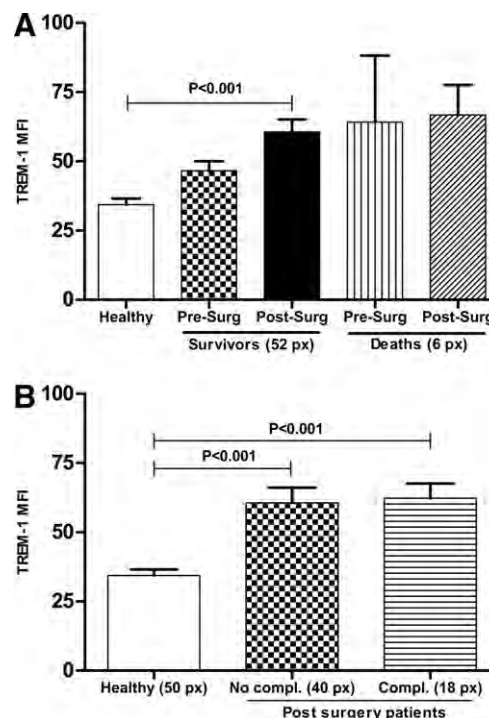 A
100
P<0.001
75
TREM-1 MFI
50
25
0
Healthy Pre-Surg Post-Surg Pre-Surg Post-Surg
Survivors (52 px) Deaths (6 px)
B
100
P<0.001
P<0.001
75
TREM-1 MFI
50
25
0
Healthy (50 px) No compl. (40 px) Compl. (18 px)
Post surgery patients